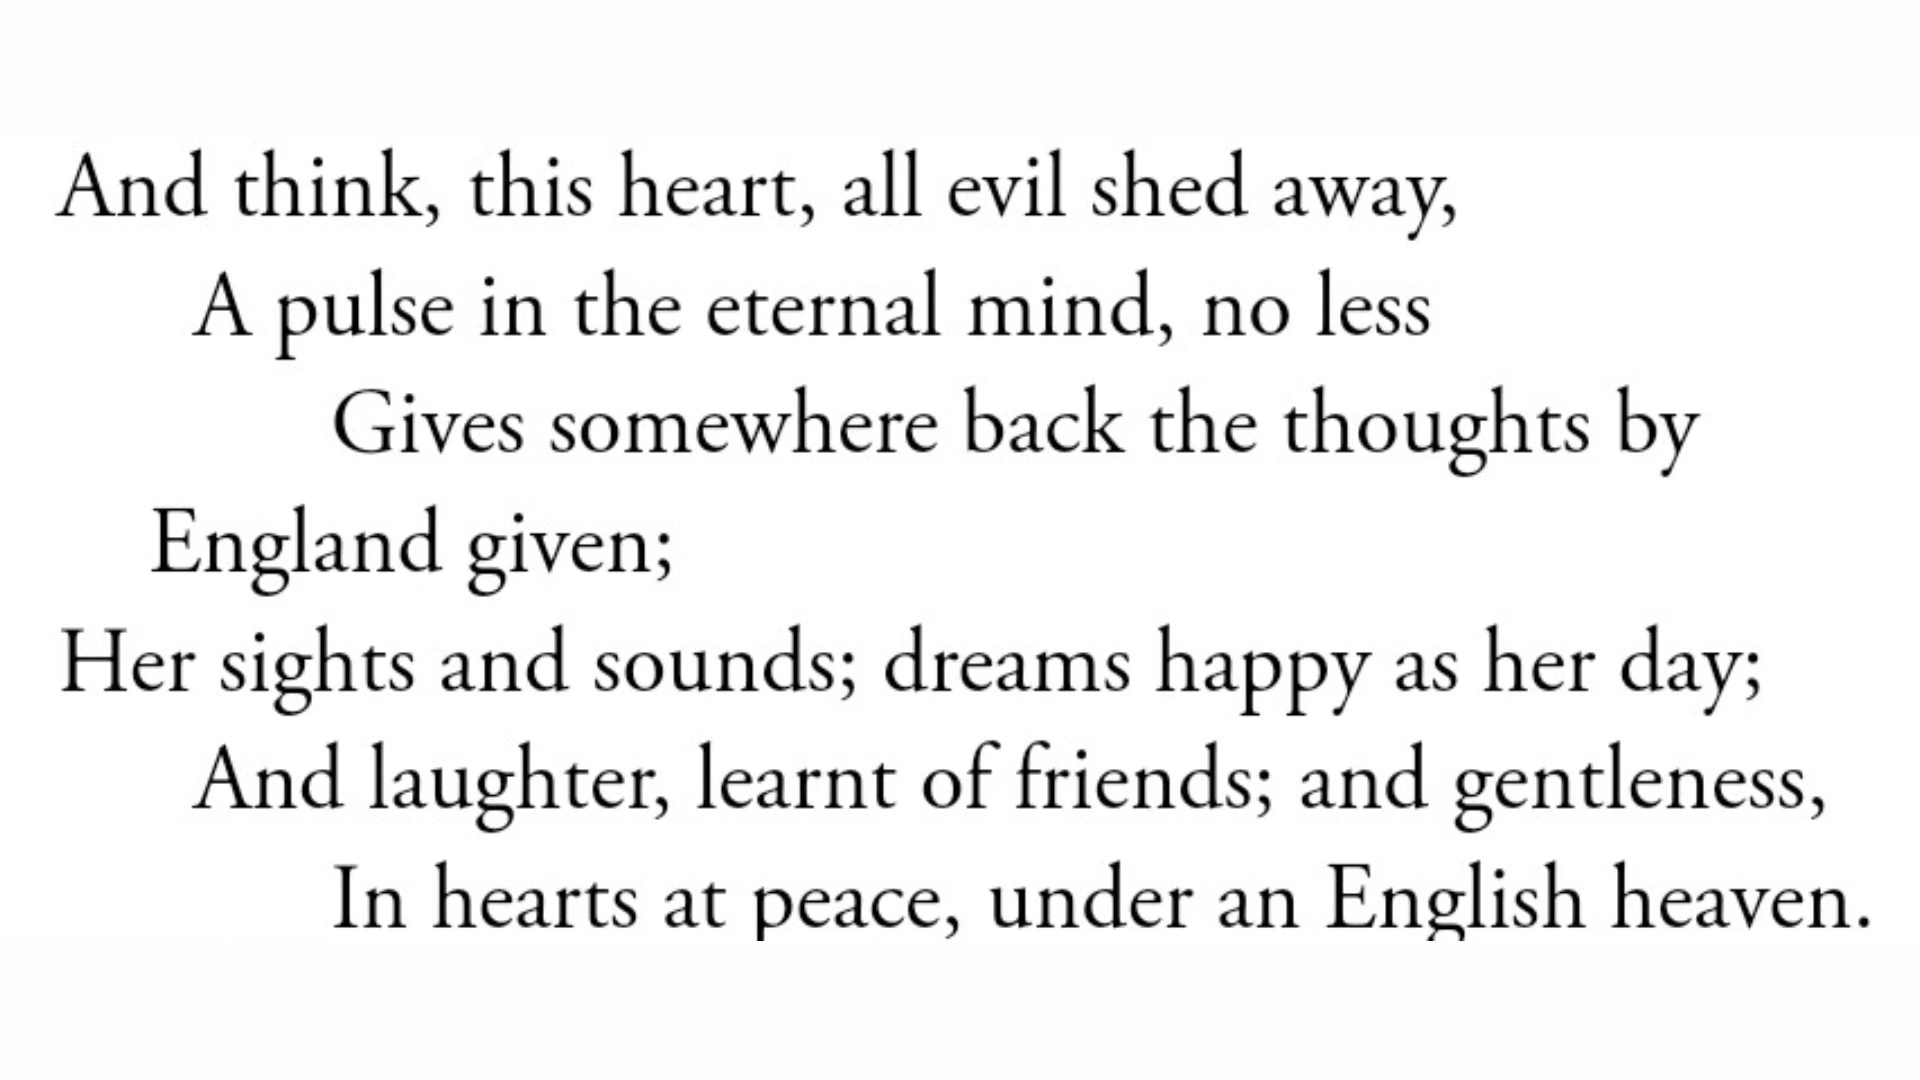 And think, this heart, all evil shed away,
A pulse in the eternal mind, no less
Gives somewhere back the thoughts by
England given;
Her sights and sounds; dreams happy as her day;
And laughter, learnt of friends; and gentleness,
In hearts at peace, under an English heaven.